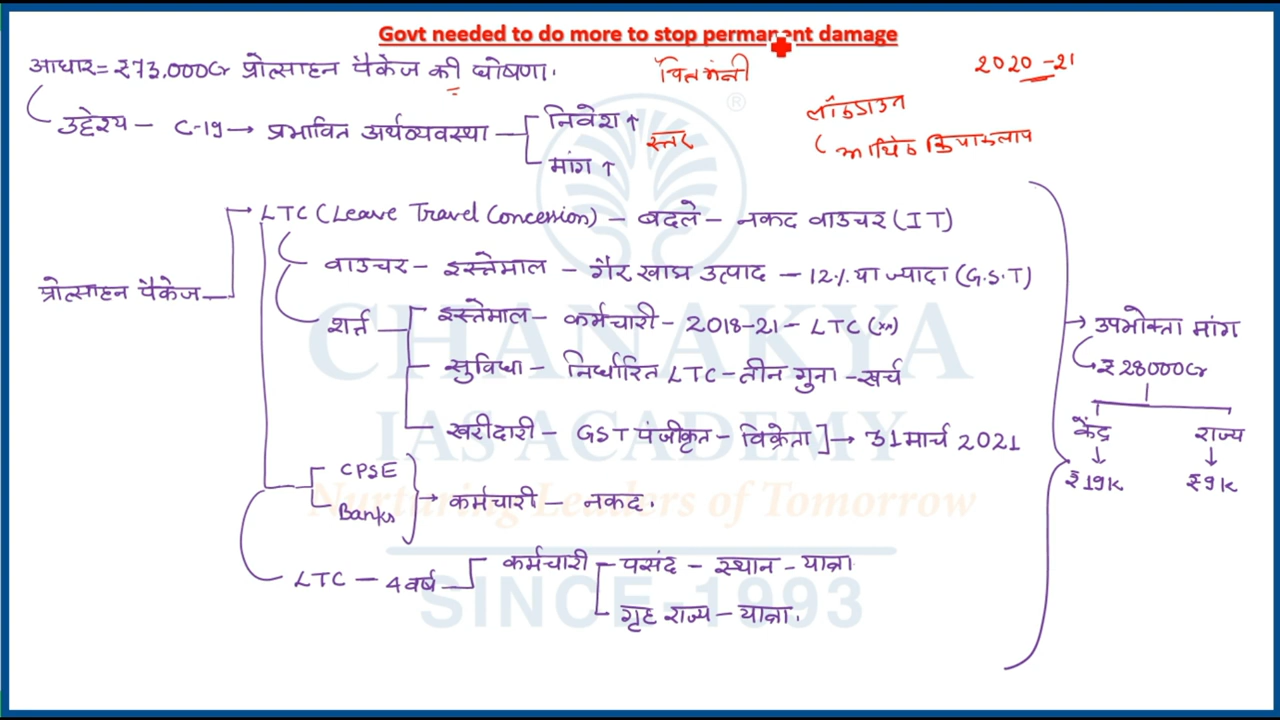 Govt needed to do more to stop permanent damage
आधार = ₹73,000Cr प्रोत्साहन पैकेज की घोषणा.
वित्तमंत्री
2020-21
उद्देश्य - C-19 → प्रभावित अर्थव्यवस्था
निवेश ↑
मांग ↑
स्तर
लॉकडाउन
आर्थिक क्रियाकलाप
प्रोत्साहन पैकेज
LTC (Leave Travel Concession) - बदले - नकद वाउचर (IT)
वाउचर - इस्तेमाल - गैर खाद्य उत्पाद - 12% या ज्यादा (G.S.T)
शर्त
इस्तेमाल - कर्मचारी - 2018-21 - LTC (xx)
सुविधा - निर्धारित LTC - तीन गुना - खर्च
खरीदारी - GST पंजीकृत - विक्रेता ] → 31 मार्च 2021
CPSE
Banks
→ कर्मचारी - नकद.
LTC - 4 वर्ष
कर्मचारी - पसंद - स्थान - यात्रा
गृह राज्य - यात्रा.
→ उपभोक्ता मांग
₹28000Cr
केंद्र
↓
₹19K
राज्य
↓
₹9K
CHANAKYA
IAS ACADEMY
Nurturing Leaders of Tomorrow
SINCE-1993
®